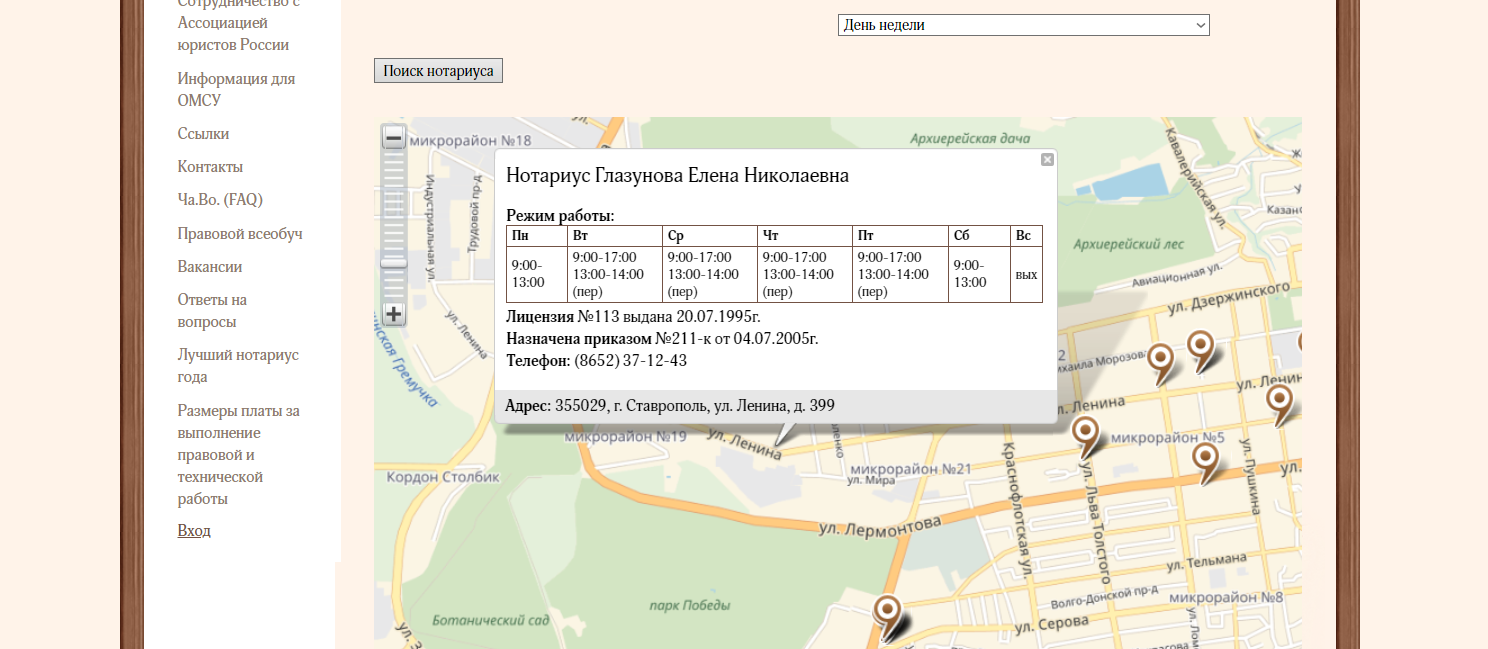 Сотрудничество с
Ассоциацией
юристов России
Информация для
ОМСУ
Ссылки
Контакты
Ча.Во. (FAQ)
Правовой всеобуч
Вакансии
Ответы на
вопросы
Лучший нотариус
года
Размеры платы за
выполнение
правовой и
технической
работы
Вход
День недели
Поиск нотариуса
микрорайон №18
Архиерейская дача
Кавалерийская ул.
Индустриальная ул.
Трудовой пр-д
Казан
Архиерейский лес
Авиационная ул.
ул. Дзержинского
Нотариус Глазунова Елена Николаевна
Режим работы:
Пн Вт Ср Чт Пт Сб Вс
9:00-13:00 9:00-17:00 13:00-14:00 (пер) 9:00-17:00 13:00-14:00 (пер) 9:00-17:00 13:00-14:00 (пер) 9:00-17:00 13:00-14:00 (пер) 9:00-13:00 вых
Лицензия №113 выдана 20.07.1995г.
Назначена приказом №211-к от 04.07.2005г.
Телефон: (8652) 37-12-43
Адрес: 355029, г. Ставрополь, ул. Ленина, д. 399
ул. Ленина
инская Гремучка
ихаила Морозова
ул. Ленин
л. Ленина
микрорайон №19
ул. Ленина
микрорайон №5
микрорайон №21
ул. Мира
Кордон Столбик
Краснофлотская ул.
ул. Льва Толстого
ул. Пушкина
ул.
ул. Лермонтова
ул. Тельмана
Волго-Донской пр-д
микрорайон №8
парк Победы
Ботанический сад
ул. Серова
ул. З
ул. Лом